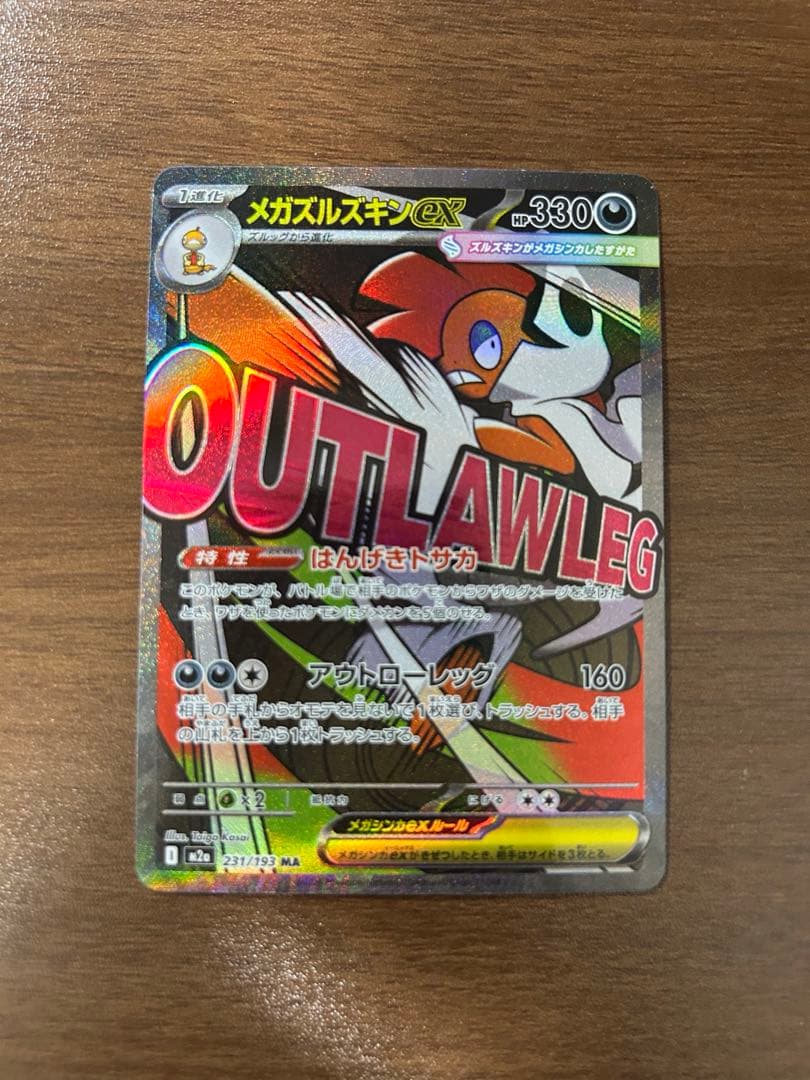 1進化
メガズルズキンex
HP330
ズルッグから進化
ズルズキンがメガシンカしたすがた
OUTLAWLEG
特性
はんげきトサカ
このポケモンが、バトル場で相手のポケモンからワザのダメージを受けた
とき、ワザを使ったポケモンにダメカンを5個のせる。
アウトローレッグ 160
相手の手札からオモテを見ないで1枚選び、トラッシュする。相手
の山札を上から1枚トラッシュする。
弱点 ×2 抵抗力 にげる
メガシンカexルール
メガシンカexがきぜつしたとき、相手はサイドを3枚とる。
Illus. Taiga Kasai
M2a 231/193 MA